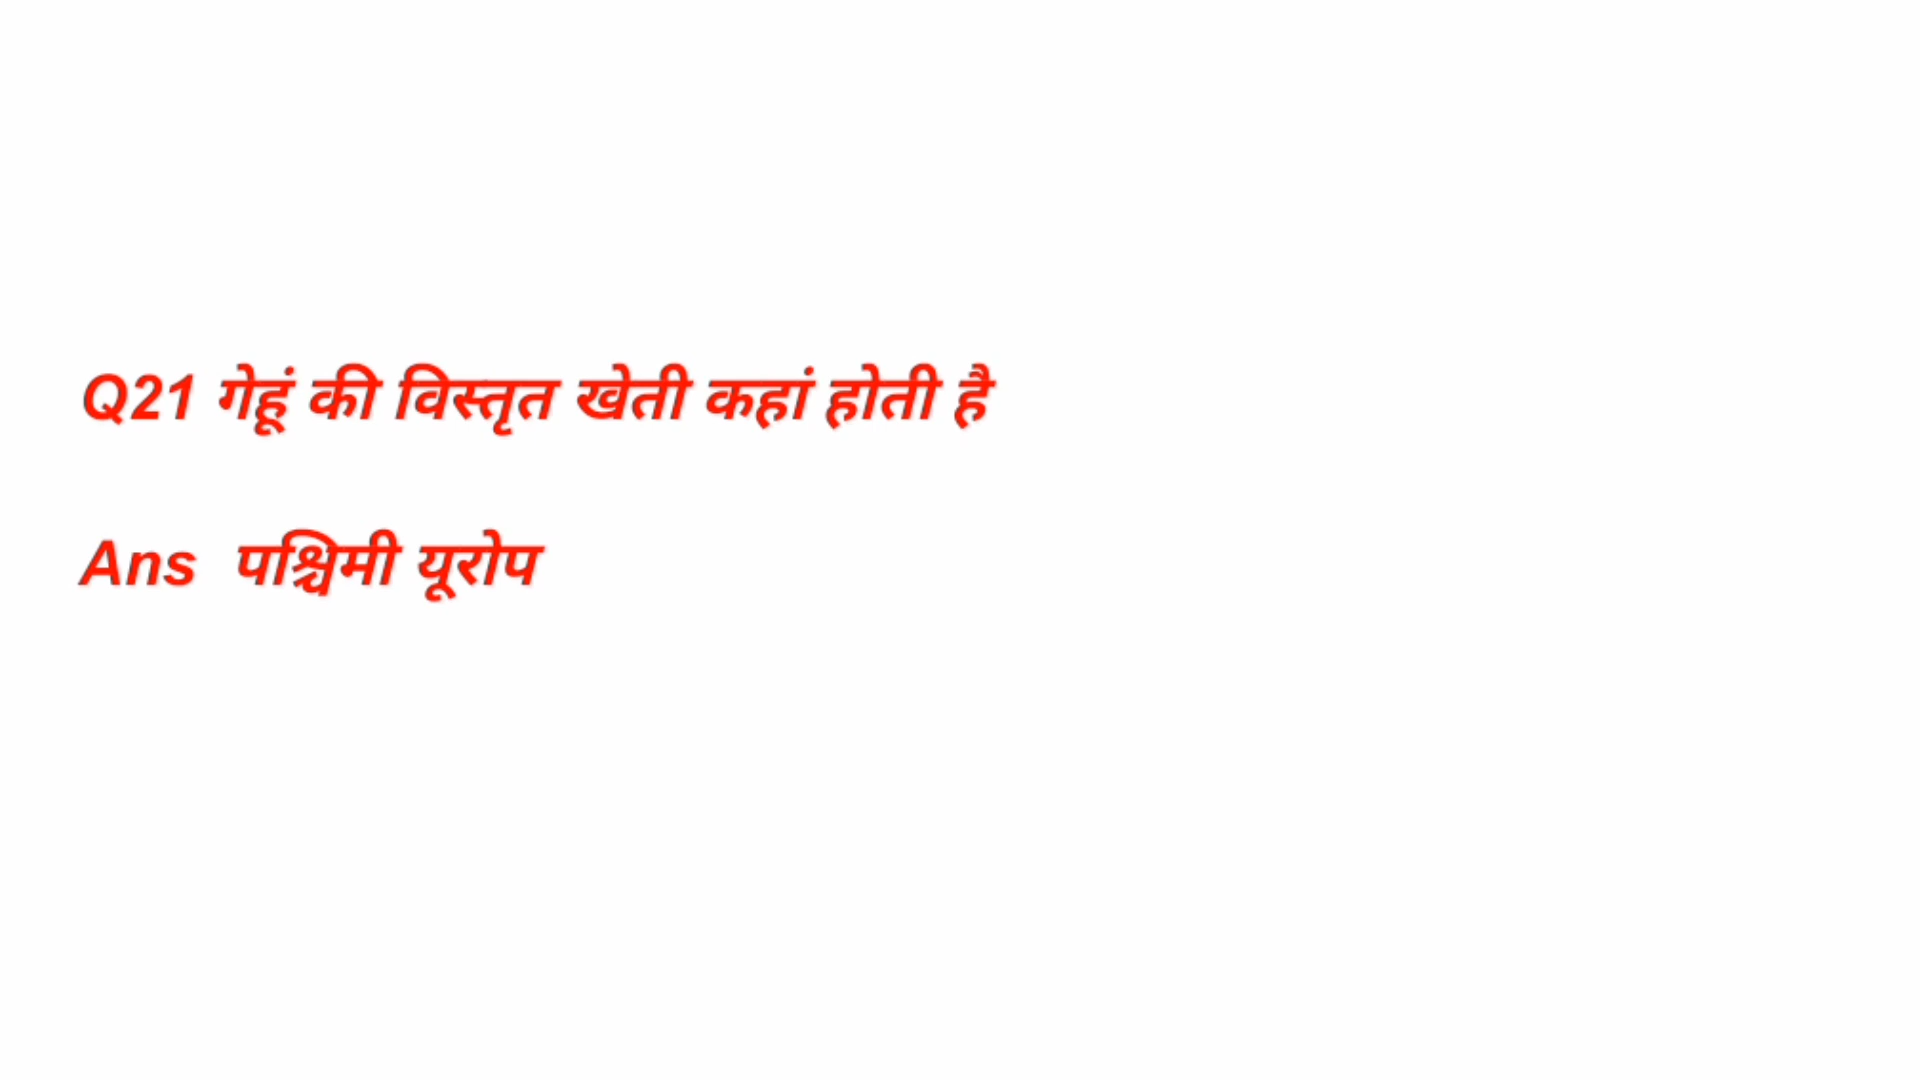 Q21 गेहूं की विस्तृत खेती कहां होती है
Ans पश्चिमी यूरोप